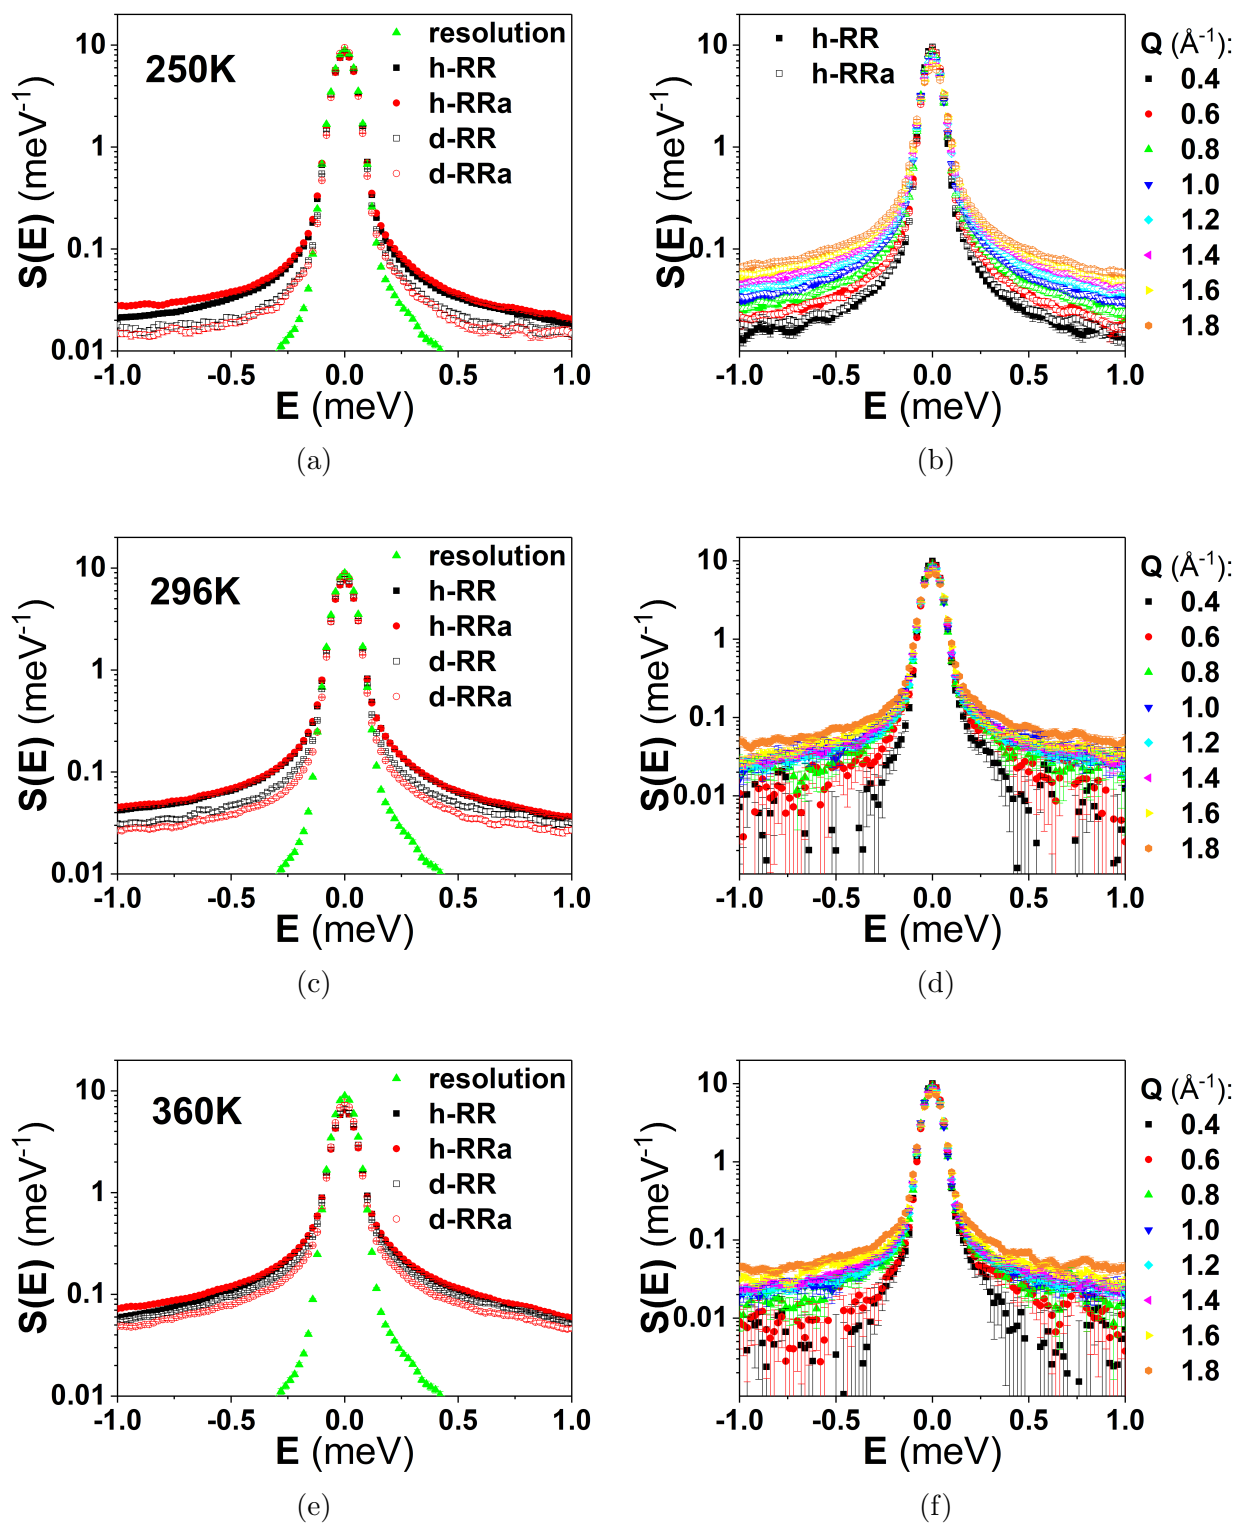 250K
resolution
h-RR
h-RRa
d-RR
d-RRa
10
1
0.1
0.01
S(E) (meV⁻¹)
-1.0 -0.5 0.0 0.5 1.0
E (meV)
(a)
h-RR
h-RRa
10
1
0.1
S(E) (meV⁻¹)
-1.0 -0.5 0.0 0.5 1.0
E (meV)
Q (Å⁻¹):
0.4
0.6
0.8
1.0
1.2
1.4
1.6
1.8
(b)
296K
resolution
h-RR
h-RRa
d-RR
d-RRa
10
1
0.1
0.01
S(E) (meV⁻¹)
-1.0 -0.5 0.0 0.5 1.0
E (meV)
(c)
10
1
0.1
0.01
S(E) (meV⁻¹)
-1.0 -0.5 0.0 0.5 1.0
E (meV)
Q (Å⁻¹):
0.4
0.6
0.8
1.0
1.2
1.4
1.6
1.8
(d)
360K
resolution
h-RR
h-RRa
d-RR
d-RRa
10
1
0.1
0.01
S(E) (meV⁻¹)
-1.0 -0.5 0.0 0.5 1.0
E (meV)
(e)
10
1
0.1
0.01
S(E) (meV⁻¹)
-1.0 -0.5 0.0 0.5 1.0
E (meV)
Q (Å⁻¹):
0.4
0.6
0.8
1.0
1.2
1.4
1.6
1.8
(f)